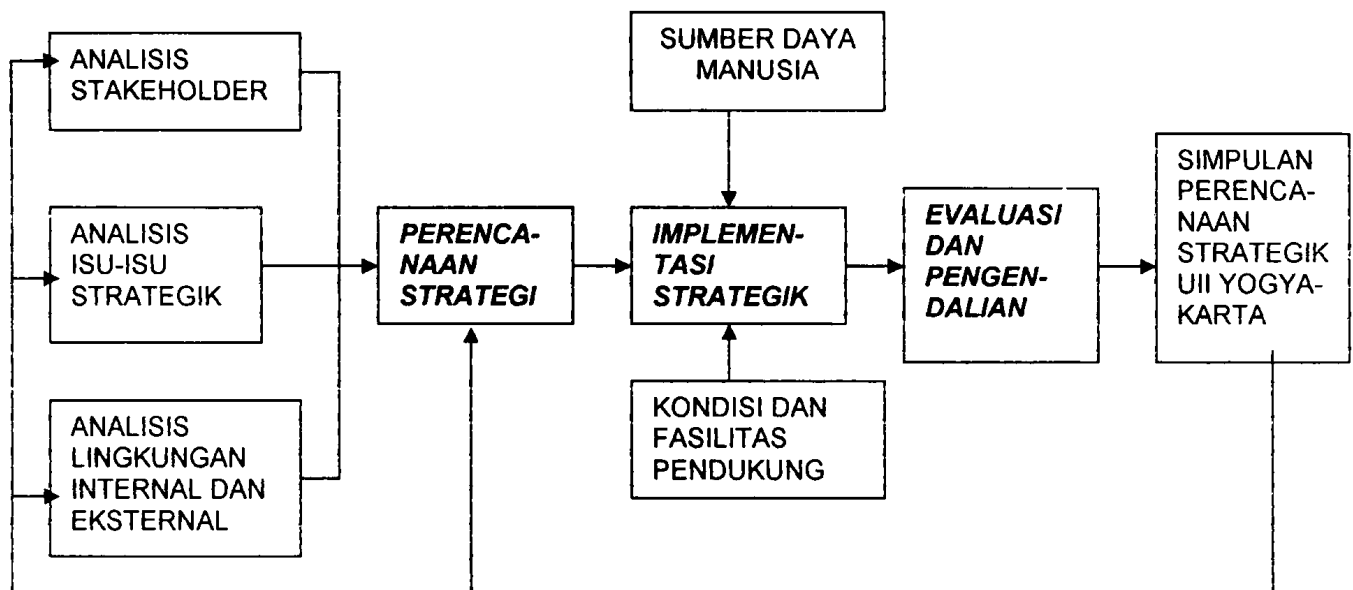 ANALISIS
STAKEHOLDER
ANALISIS
ISU-ISU
STRATEGIK
ANALISIS
LINGKUNGAN
INTERNAL DAN
EKSTERNAL
PERENCA-
NAAN
STRATEGI
SUMBER DAYA
MANUSIA
IMPLEMEN-
TASI
STRATEGIK
KONDISI DAN
FASILITAS
PENDUKUNG
EVALUASI
DAN
PENGEN-
DALIAN
SIMPULAN
PERENCA-
NAAN
STRATEGIK
UII YOGYA-
KARTA